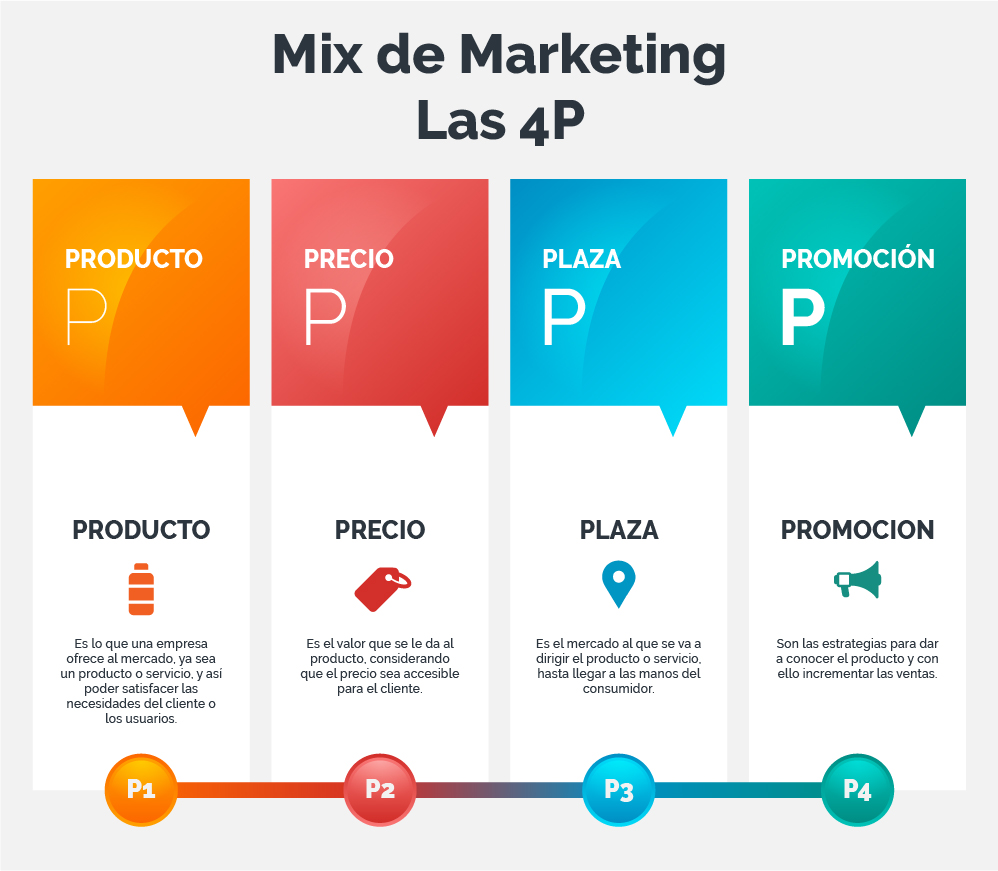 Mix de Marketing
Las 4P
PRODUCTO
P
PRECIO
P
PLAZA
P
PROMOCIÓN
P
PRODUCTO
Es lo que una empresa
ofrece al mercado, ya sea
un producto o servicio, y así
poder satisfacer las
necesidades del cliente o
los usuarios.
PRECIO
Es el valor que se le da al
producto, considerando
que el precio sea accesible
para el cliente.
PLAZA
Es el mercado al que se va a
dirigir el producto o servicio,
hasta llegar a las manos del
consumidor.
PROMOCION
Son las estrategias para dar
a conocer el producto y con
ello incrementar las ventas.
P1
P2
P3
P4